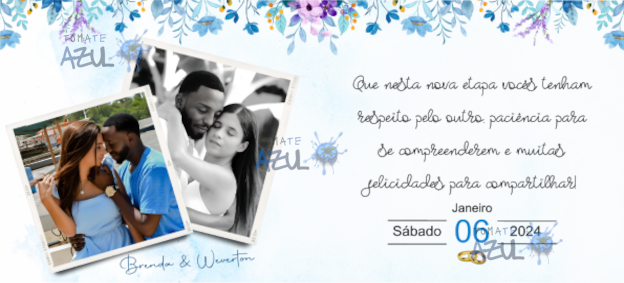 TOMATE
AZUL
TOMATE
AZUL
Brenda & Weverton
Que nesta nova etapa vocês tenham
respeito pelo outro, paciência para
se compreenderem e muitas
felicidades para compartilhar!
Janeiro
Sábado 06 2024
TOMATE
AZUL